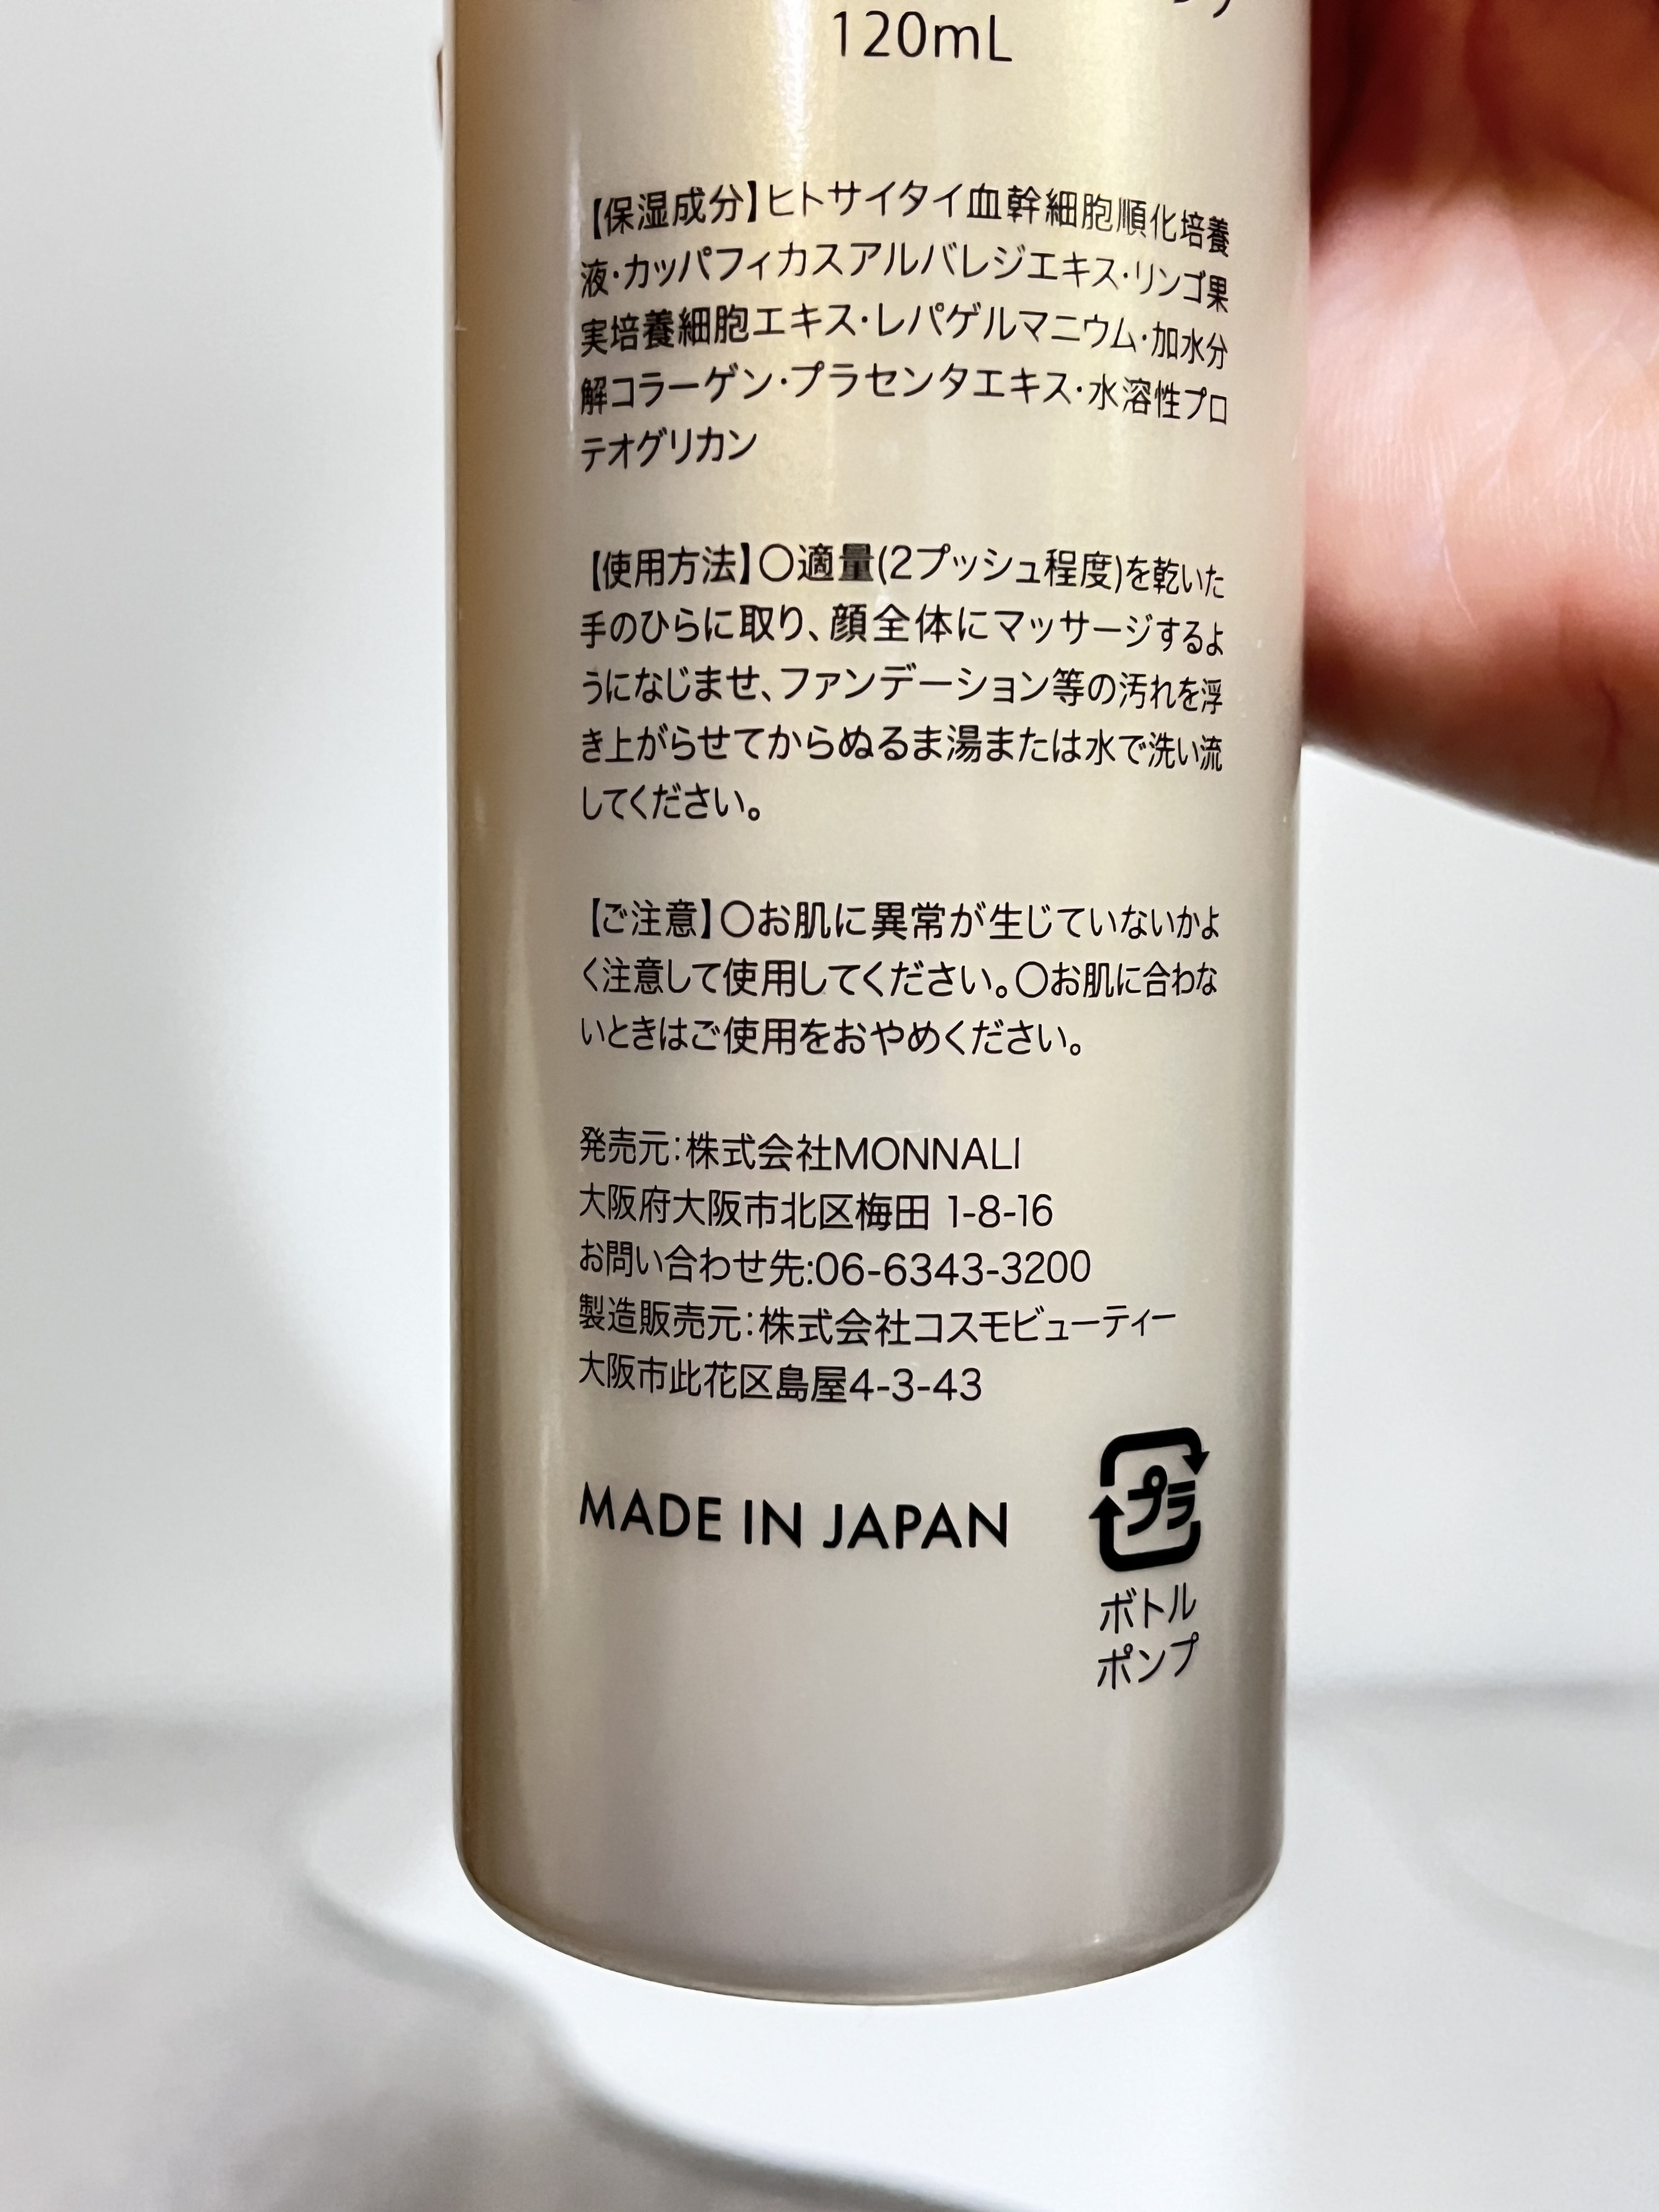 120mL
【保湿成分】ヒトサイタイ血幹細胞順化培養
液・カッパフィカスアルバレジエキス・リンゴ果
実培養細胞エキス・レパゲルマニウム・加水分
解コラーゲン・プラセンタエキス・水溶性プロ
テオグリカン
【使用方法】〇適量(2プッシュ程度)を乾いた
手のひらに取り、顔全体にマッサージするよ
うになじませ、ファンデーション等の汚れを浮
き上がらせてからぬるま湯または水で洗い流
してください。
【ご注意】〇お肌に異常が生じていないかよ
く注意して使用してください。〇お肌に合わな
いときはご使用をおやめください。
発売元:株式会社MONNALI
大阪府大阪市北区梅田 1-8-16
お問い合わせ先:06-6343-3200
製造販売元:株式会社コスモビューティー
大阪市此花区島屋4-3-43
MADE IN JAPAN
プラ
ボトル
ポンプ